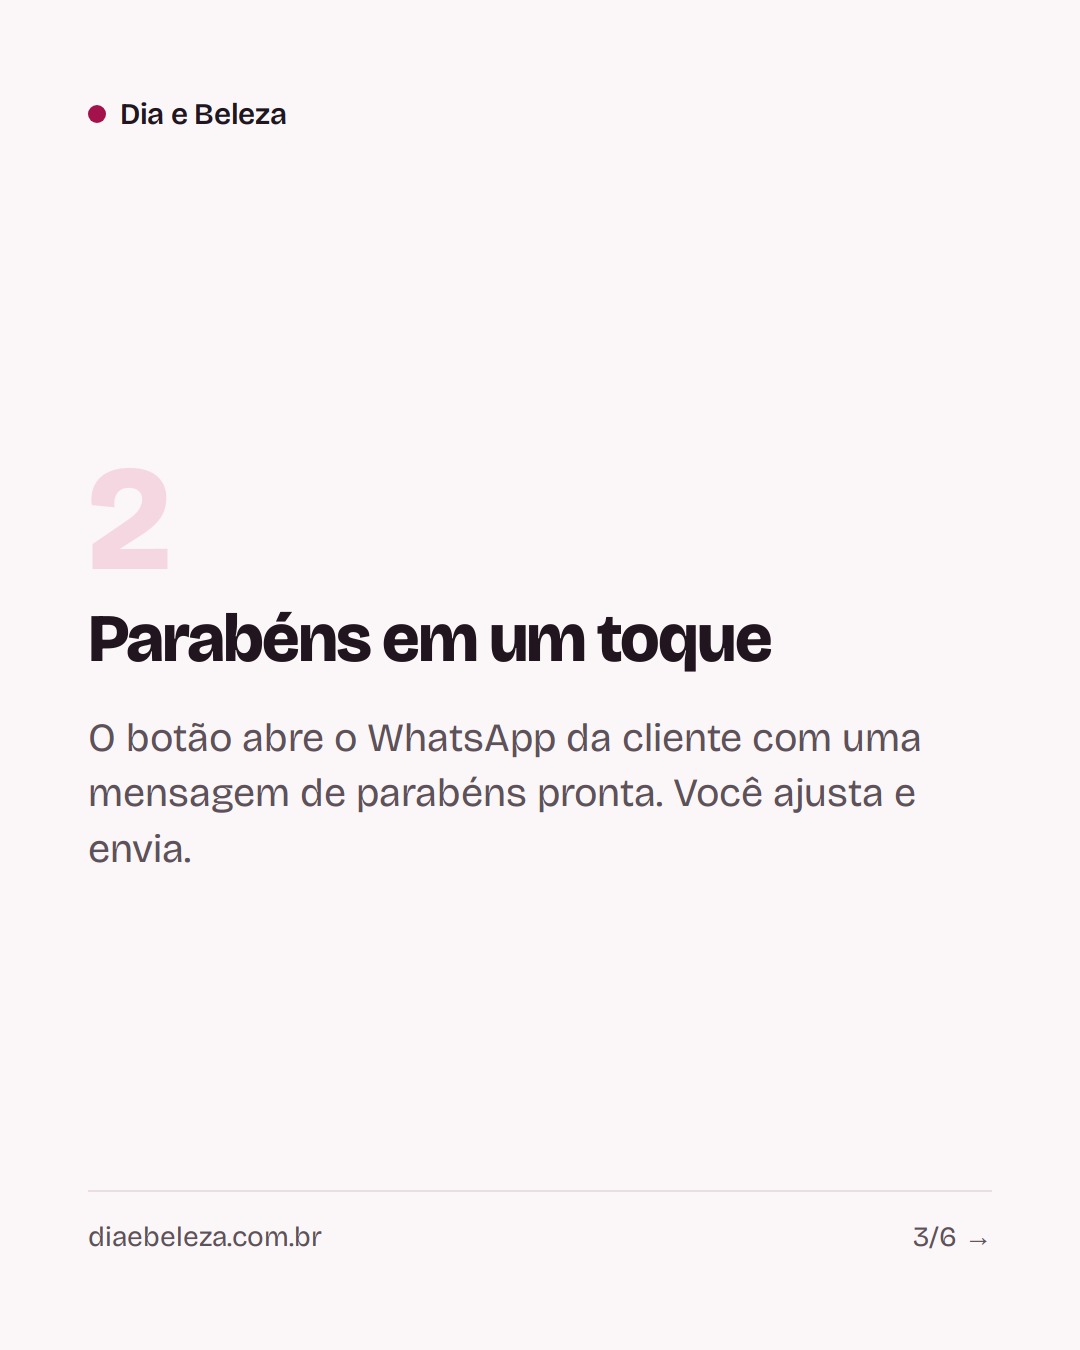 Dia e Beleza
2
Parabéns em um toque
O botão abre o WhatsApp da cliente com uma
mensagem de parabéns pronta. Você ajusta e
envia.
diaebeleza.com.br
3/6 →